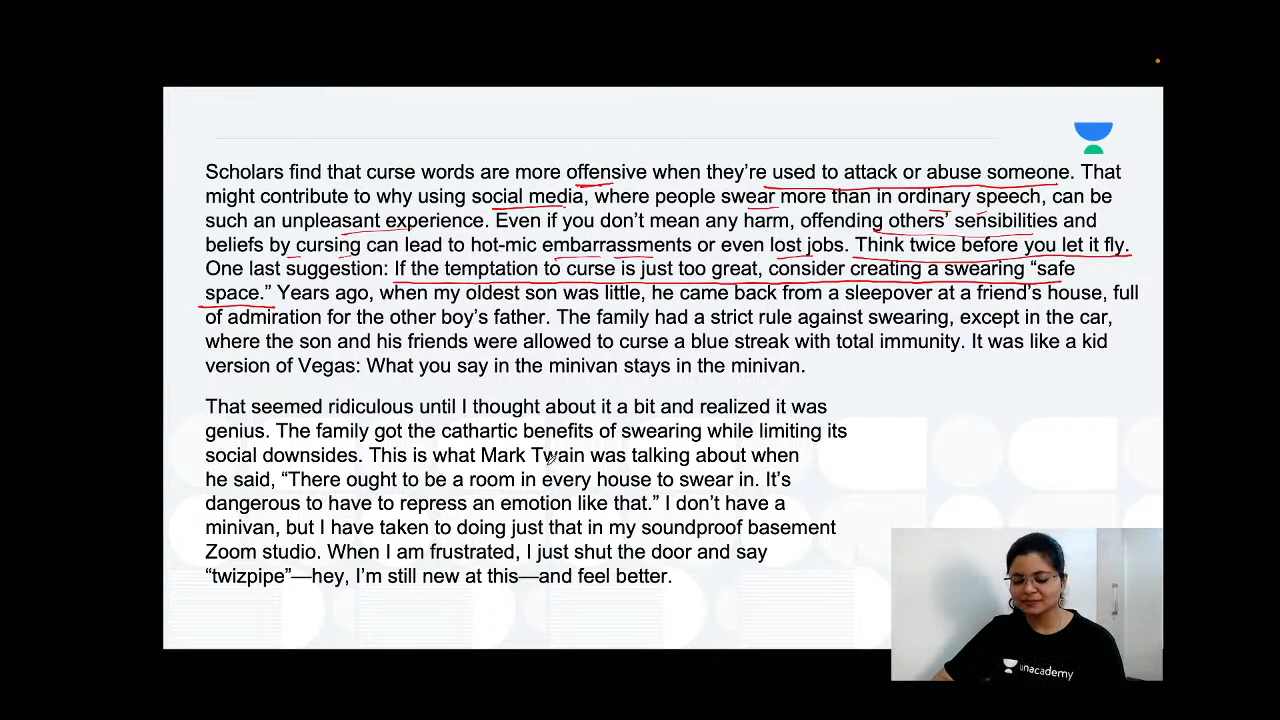 Scholars find that curse words are more offensive when they're used to attack or abuse someone. That
might contribute to why using social media, where people swear more than in ordinary speech, can be
such an unpleasant experience. Even if you don't mean any harm, offending others' sensibilities and
beliefs by cursing can lead to hot-mic embarrassments or even lost jobs. Think twice before you let it fly.
One last suggestion: If the temptation to curse is just too great, consider creating a swearing “safe
space.” Years ago, when my oldest son was little, he came back from a sleepover at a friend's house, full
of admiration for the other boy's father. The family had a strict rule against swearing, except in the car,
where the son and his friends were allowed to curse a blue streak with total immunity. It was like a kid
version of Vegas: What you say in the minivan stays in the minivan.
That seemed ridiculous until I thought about it a bit and realized it was
genius. The family got the cathartic benefits of swearing while limiting its
social downsides. This is what Mark Twain was talking about when
he said, “There ought to be a room in every house to swear in. It's
dangerous to have to repress an emotion like that.” I don't have a
minivan, but I have taken to doing just that in my soundproof basement
Zoom studio. When I am frustrated, I just shut the door and say
“twizpipe”—hey, I'm still new at this—and feel better.
unacademy